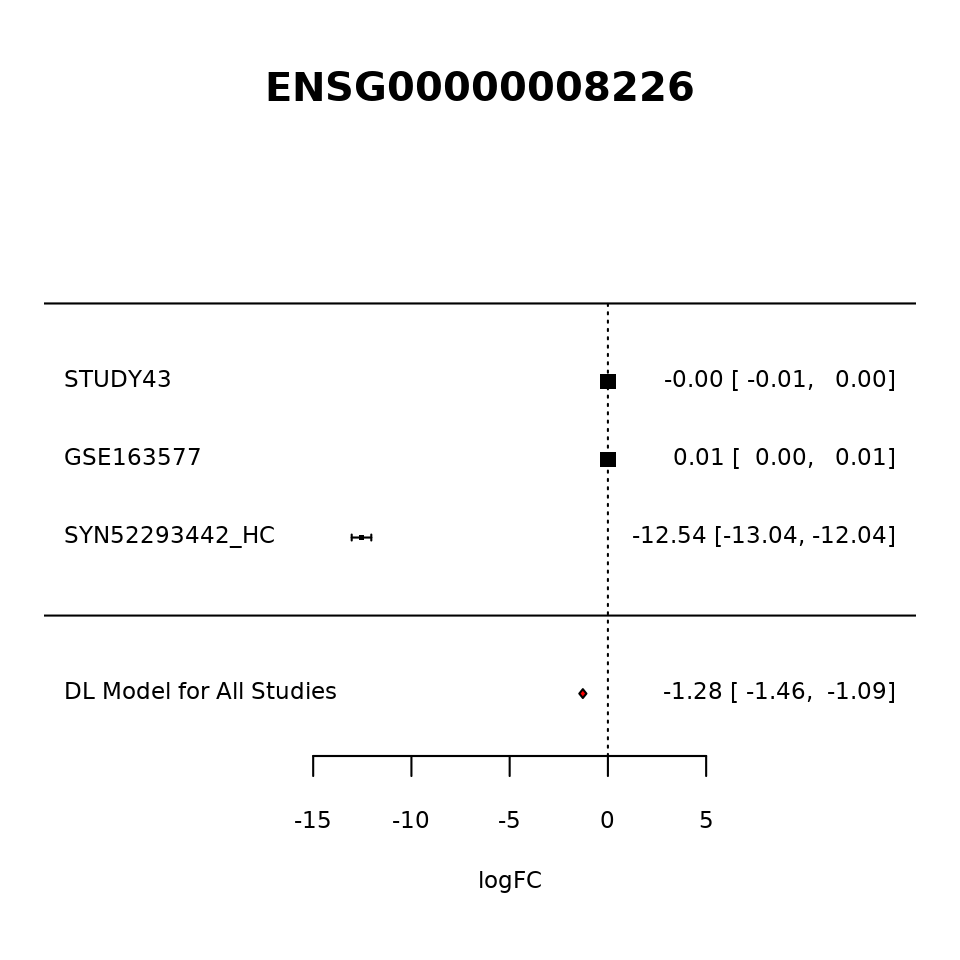 ENSG00000008226
STUDY43 -0.00 [ -0.01, 0.00]
GSE163577 0.01 [ 0.00, 0.01]
SYN52293442_HC -12.54 [-13.04, -12.04]
DL Model for All Studies -1.28 [ -1.46, -1.09]
-15 -10 -5 0 5
logFC